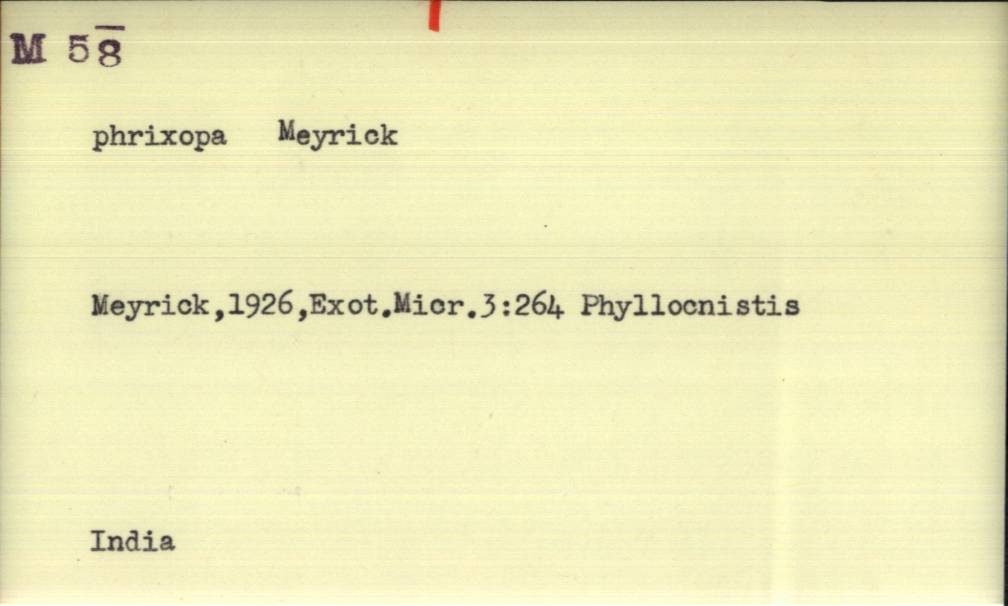 M 58
phrixopa Meyrick
Meyrick,1926,Exot.Micr.3:264 Phyllocnistis
India